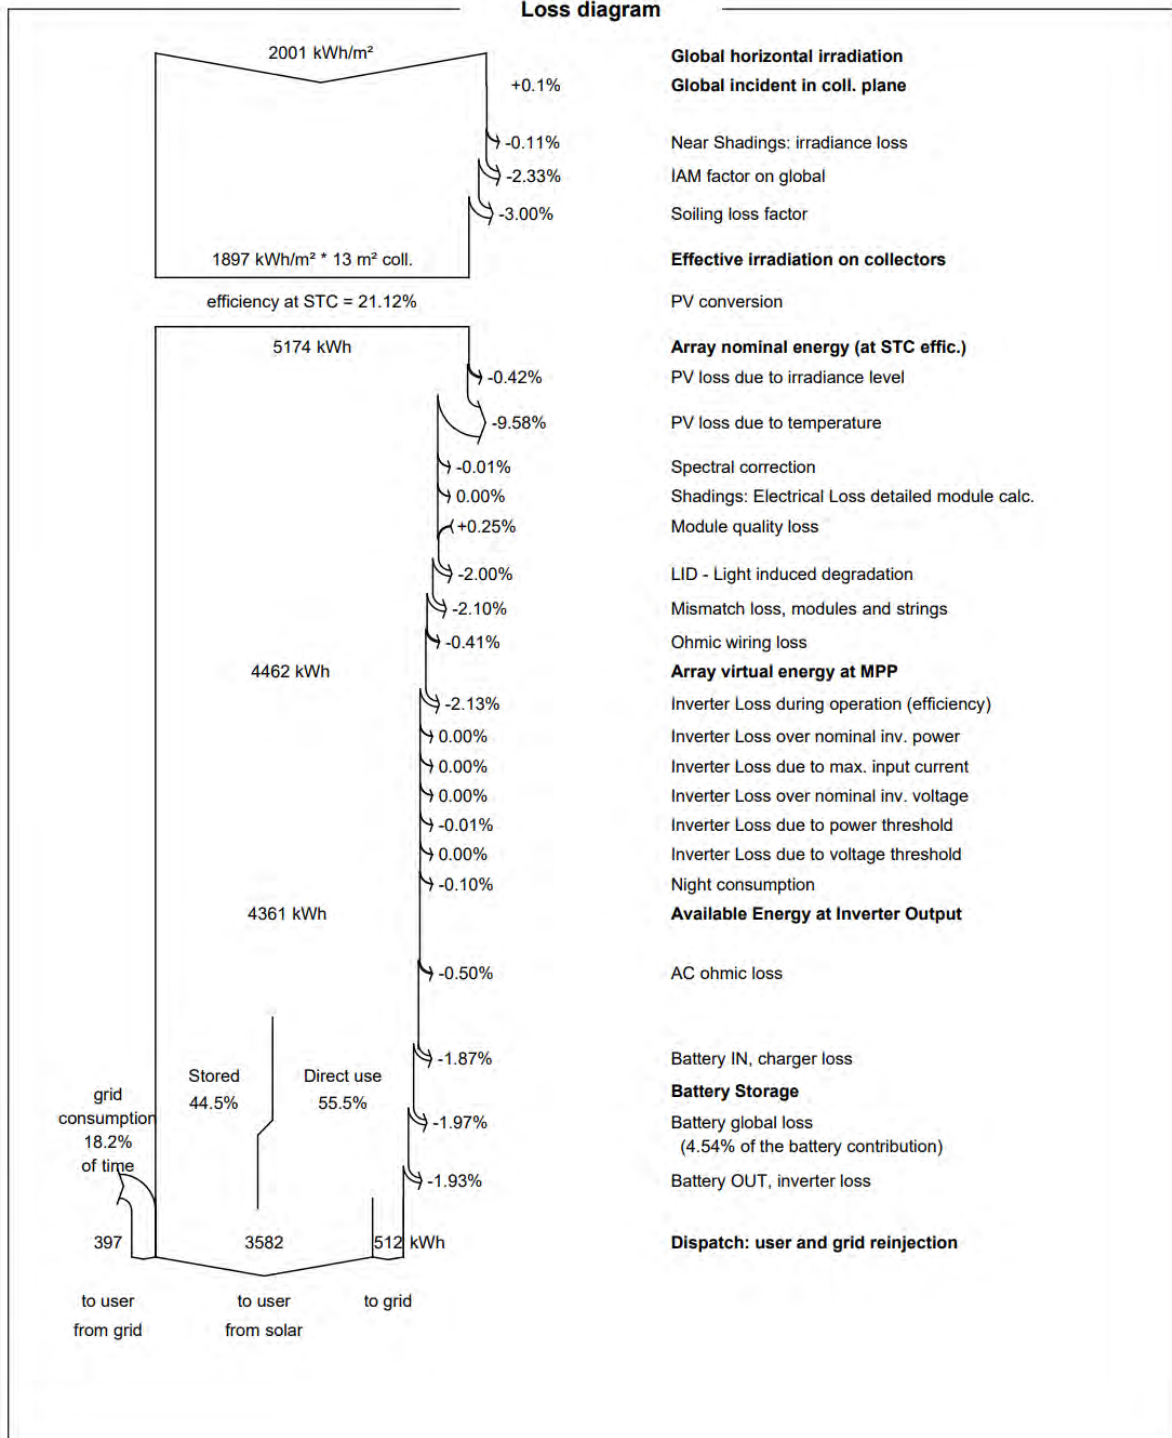 Loss diagram
2001 kWh/m²
Global horizontal irradiation
+0.1%
Global incident in coll. plane
-0.11%
Near Shadings: irradiance loss
-2.33%
IAM factor on global
-3.00%
Soiling loss factor
1897 kWh/m² * 13 m² coll.
Effective irradiation on collectors
efficiency at STC = 21.12%
PV conversion
5174 kWh
Array nominal energy (at STC effic.)
-0.42%
PV loss due to irradiance level
-9.58%
PV loss due to temperature
-0.01%
Spectral correction
0.00%
Shadings: Electrical Loss detailed module calc.
+0.25%
Module quality loss
-2.00%
LID - Light induced degradation
-2.10%
Mismatch loss, modules and strings
-0.41%
Ohmic wiring loss
4462 kWh
Array virtual energy at MPP
-2.13%
Inverter Loss during operation (efficiency)
0.00%
Inverter Loss over nominal inv. power
0.00%
Inverter Loss due to max. input current
0.00%
Inverter Loss over nominal inv. voltage
-0.01%
Inverter Loss due to power threshold
0.00%
Inverter Loss due to voltage threshold
-0.10%
Night consumption
4361 kWh
Available Energy at Inverter Output
-0.50%
AC ohmic loss
-1.87%
Battery IN, charger loss
Stored
44.5%
Direct use
55.5%
Battery Storage
grid
consumption
18.2%
of time
-1.97%
Battery global loss
(4.54% of the battery contribution)
-1.93%
Battery OUT, inverter loss
397
3582
512 kWh
Dispatch: user and grid reinjection
to user
from grid
to user
from solar
to grid